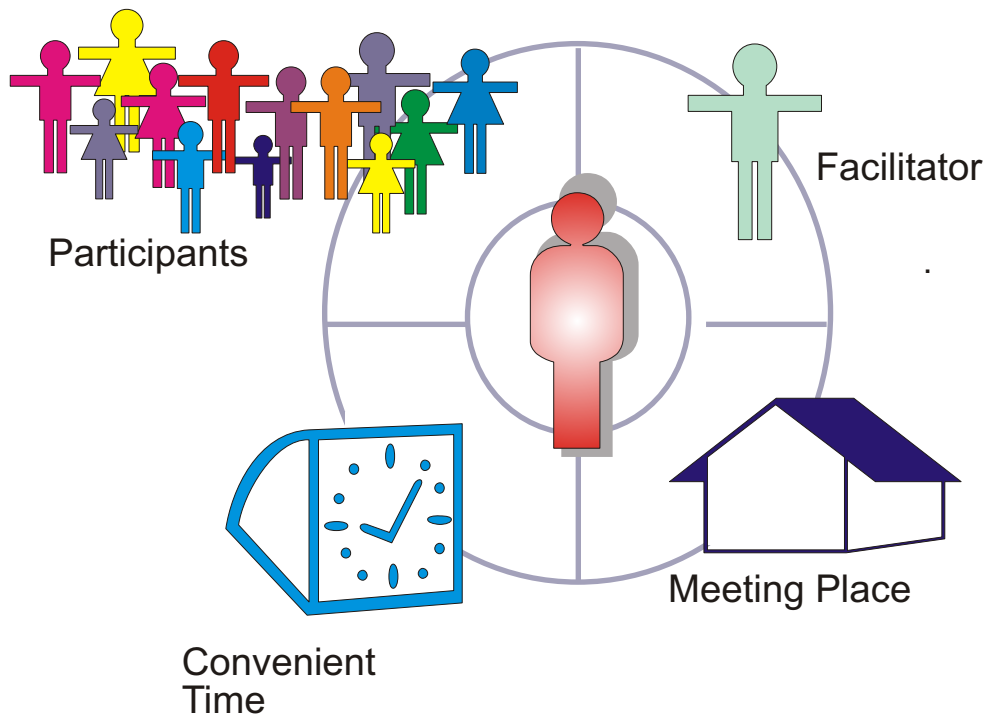 Facilitator
Participants
.
Meeting Place
Convenient
Time